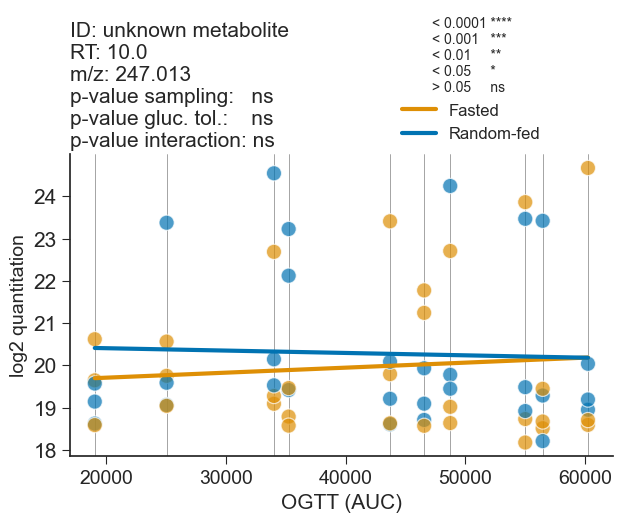 ID: unknown metabolite
RT: 10.0
m/z: 247.013
p-value sampling: ns
p-value gluc. tol.: ns
p-value interaction: ns
< 0.0001 ****
< 0.001 ***
< 0.01 **
< 0.05 *
> 0.05 ns
Fasted
Random-fed
24
23
22
21
20
19
18
log2 quantitation
20000 30000 40000 50000 60000
OGTT (AUC)